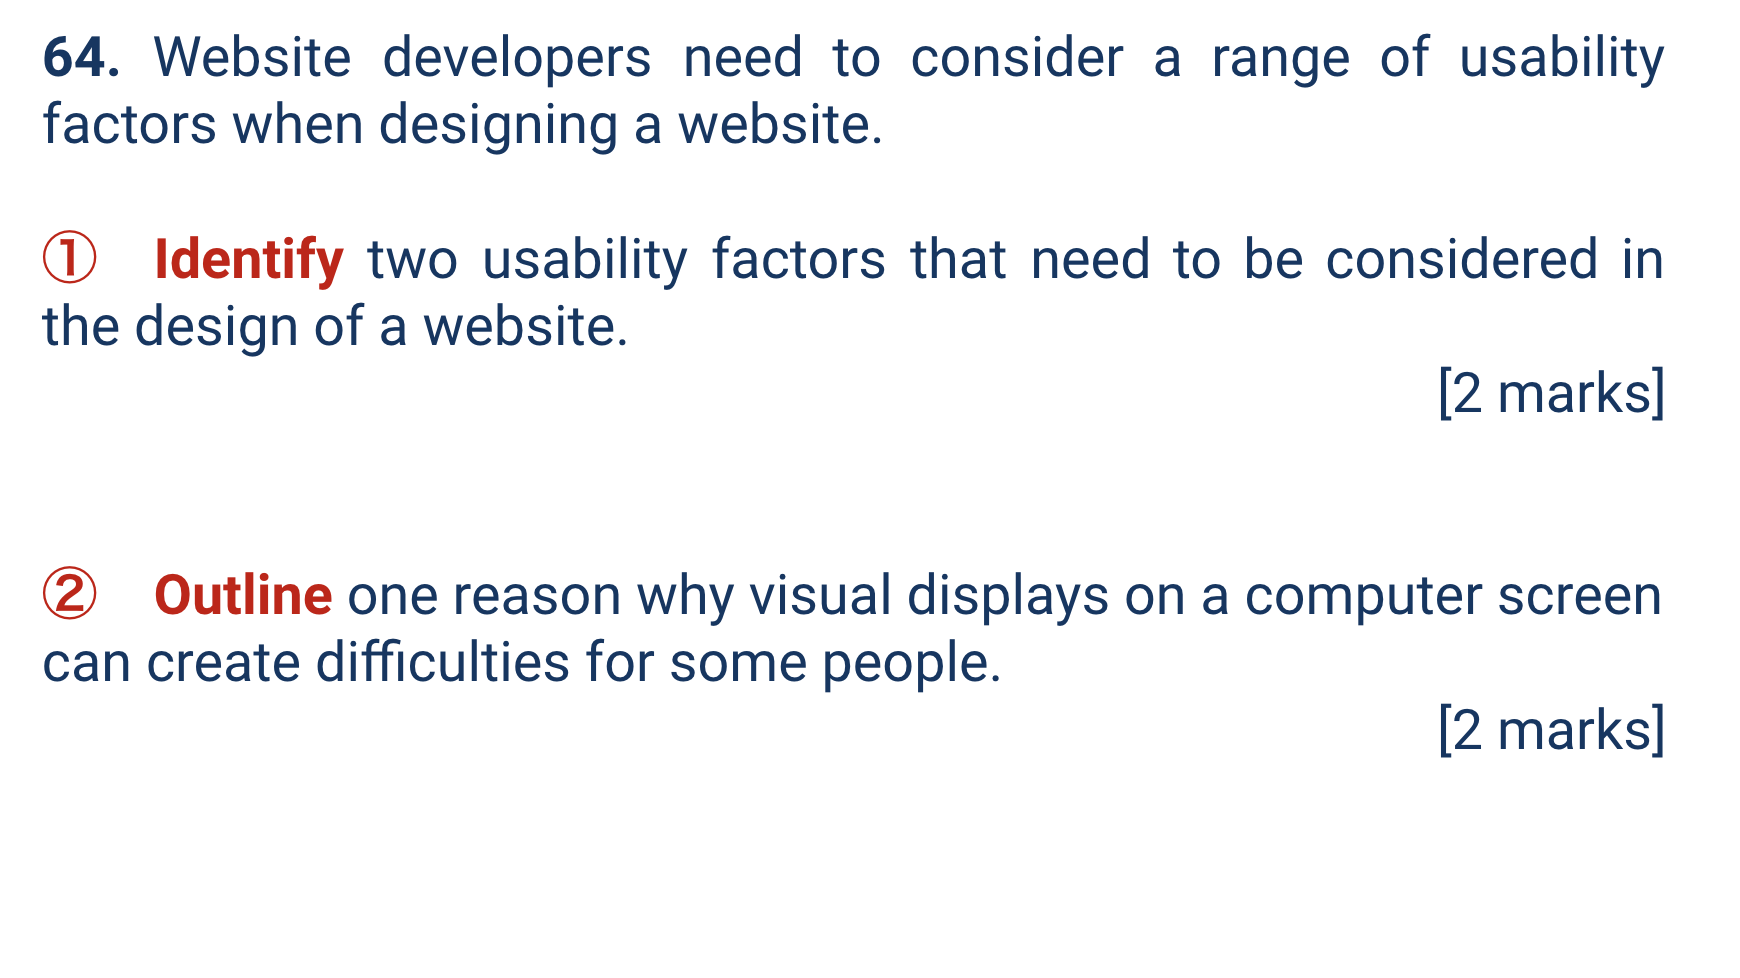 64. Website developers need to consider a range of usability
factors when designing a website.
① Identify two usability factors that need to be considered in
the design of a website.
[2 marks]
② Outline one reason why visual displays on a computer screen
can create difficulties for some people.
[2 marks]